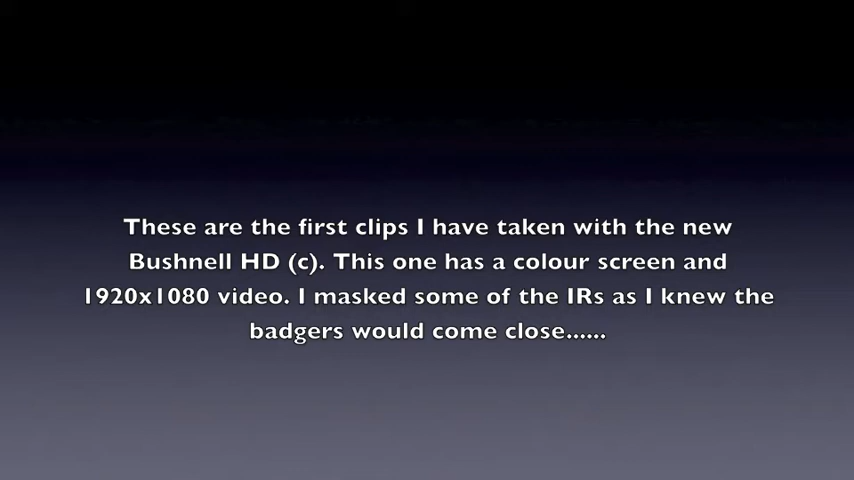 These are the first clips I have taken with the new
Bushnell HD (c). This one has a colour screen and
1920x1080 video. I masked some of the IRs as I knew the
badgers would come close......